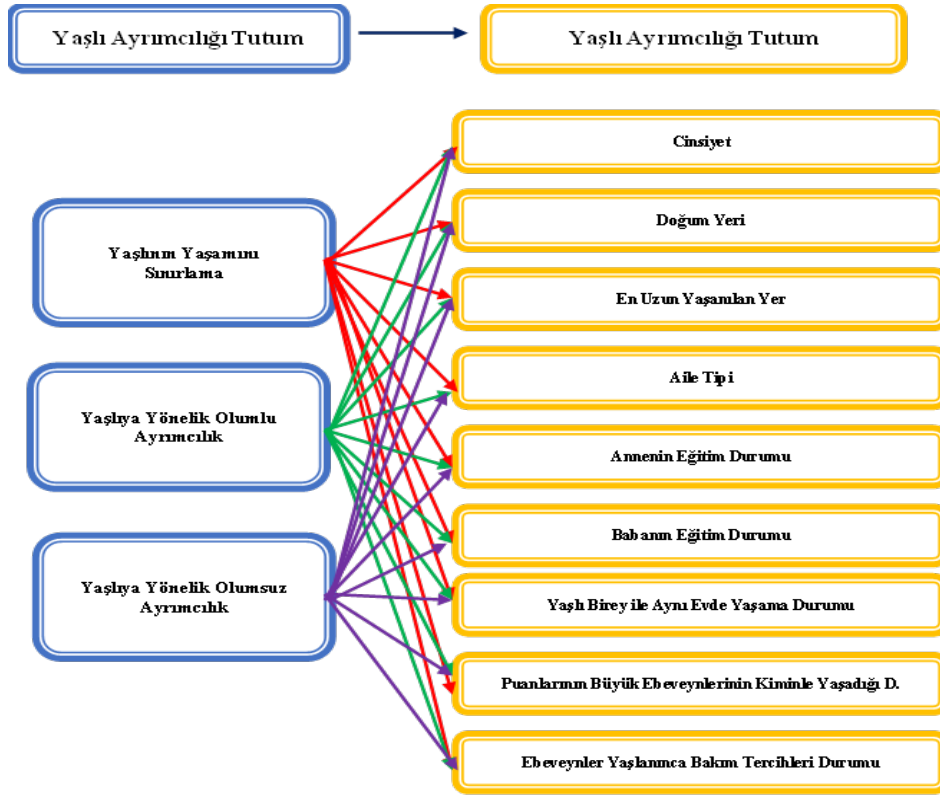 Yaşlı Ayrımcılığı Tutum
Yaşlı Ayrımcılığı Tutum
Yaşlının Yaşamını
Sınırlama
Yaşlıya Yönelik Olumlu
Ayrımcılık
Yaşlıya Yönelik Olumsuz
Ayrımcılık
Cinsiyet
Doğum Yeri
En Uzun Yaşanılan Yer
Aile Tipi
Annenin Eğitim Durumu
Babanın Eğitim Durumu
Yaşlı Birey ile Aynı Evde Yaşama Durumu
Puanlarının Büyük Ebeveynlerinin Kiminle Yaşadığı D.
Ebeveynler Yaşlanınca Bakım Tercihleri Durumu